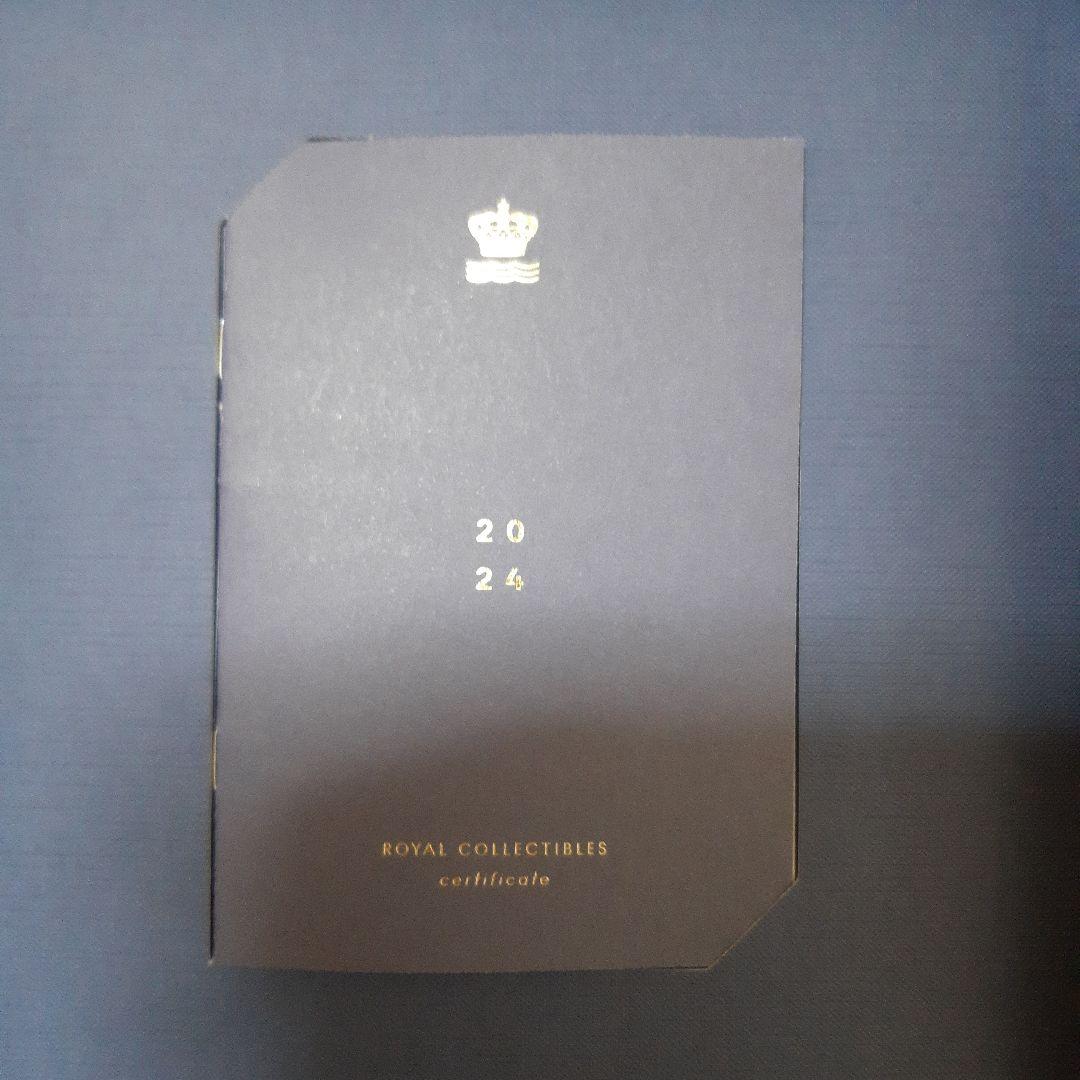 20
24
ROYAL COLLECTIBLES
certificate